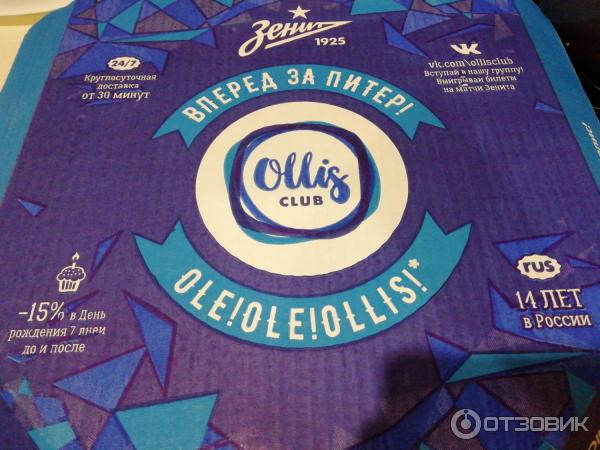 Зенит
1925
24/7
Круглосуточная
доставка
от 30 минут
vk.com\ollisclub
Вступай в нашу группу!
Выигрывай билеты
на матчи Зенита
ВПЕРЕД ЗА ПИТЕР!
Ollis
CLUB
OLE!OLE!OLLIS!*
-15% в День
рождения 7 дней
до и после
rus
14 ЛЕТ
в России
ОТЗОВИК